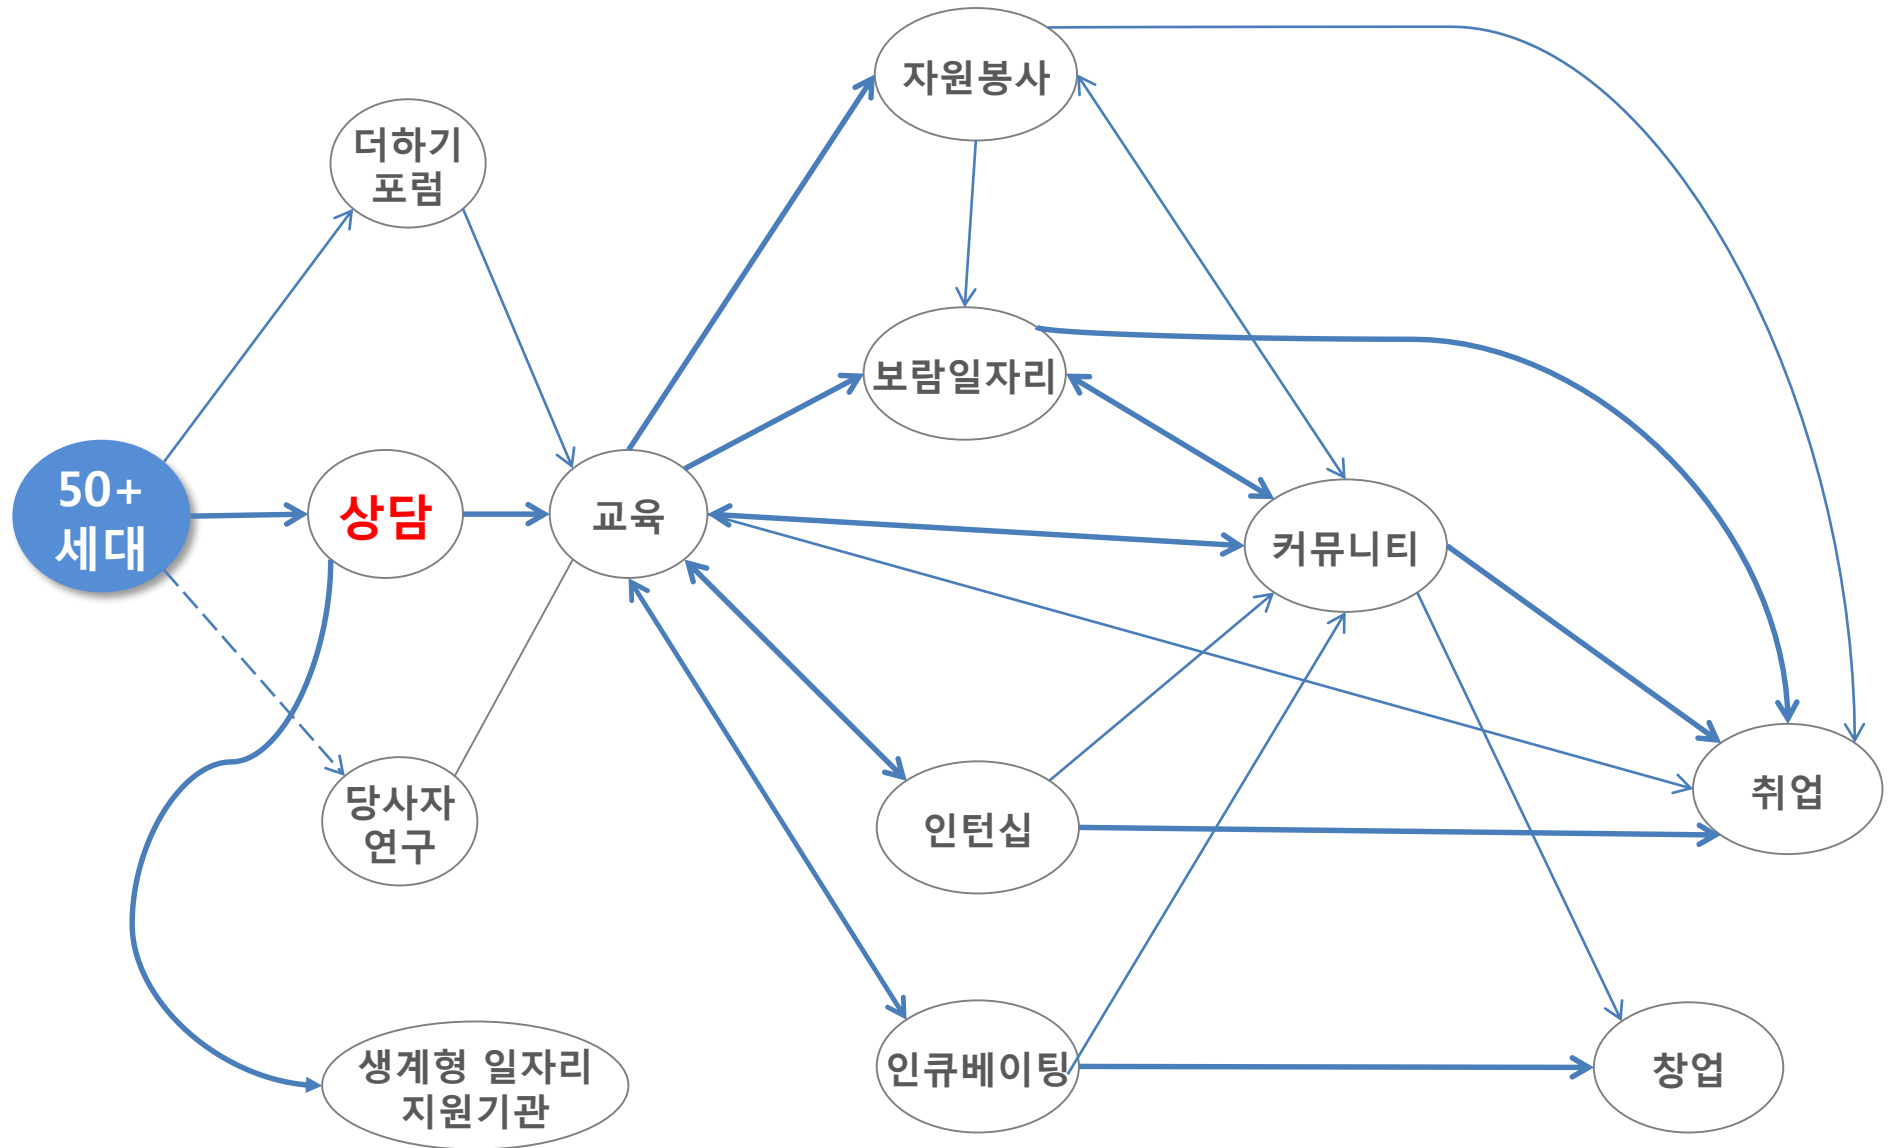 자원봉사
더하기
포럼
보람일자리
50+
세대
상담
교육
커뮤니티
당사자
연구
인턴십
취업
생계형 일자리
지원기관
인큐베이팅
창업